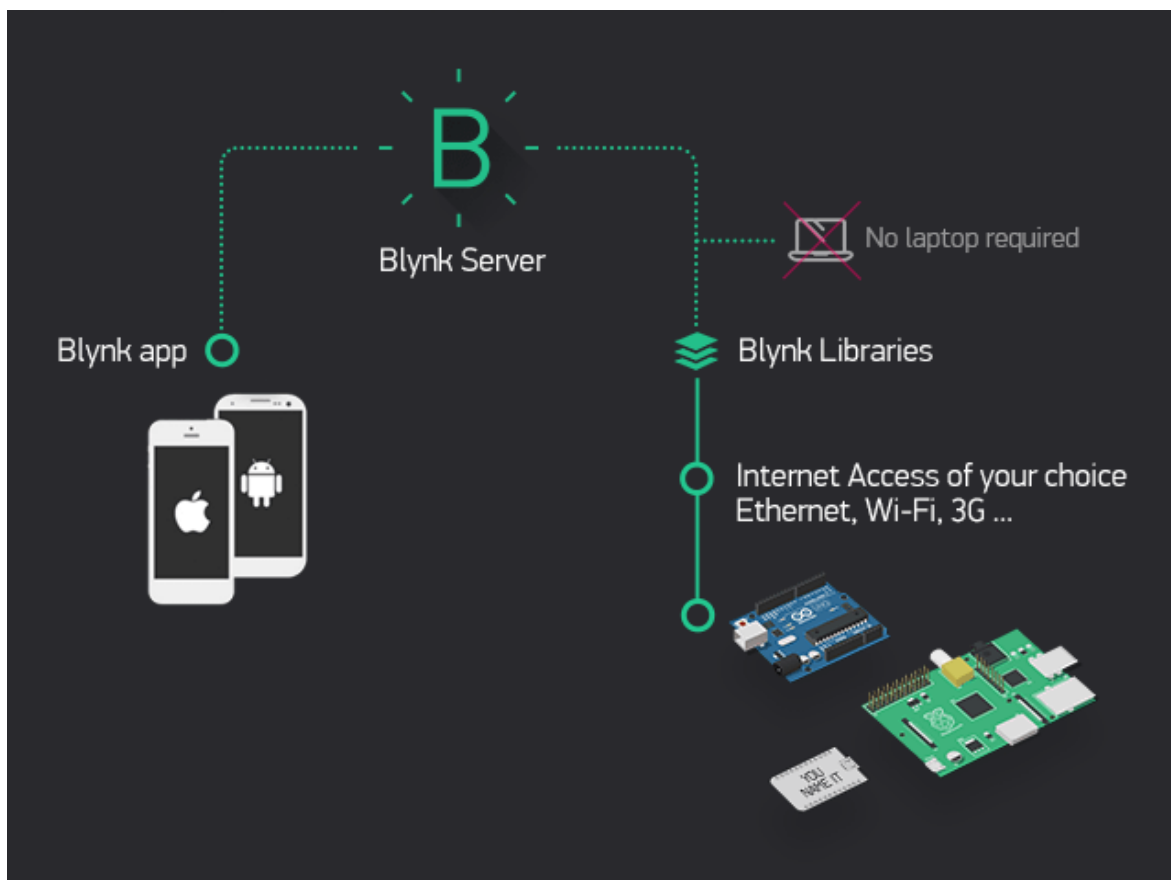 B
Blynk Server
No laptop required
Blynk app
Blynk Libraries
Internet Access of your choice
Ethernet, Wi-Fi, 3G ...
YOU
NAME IT